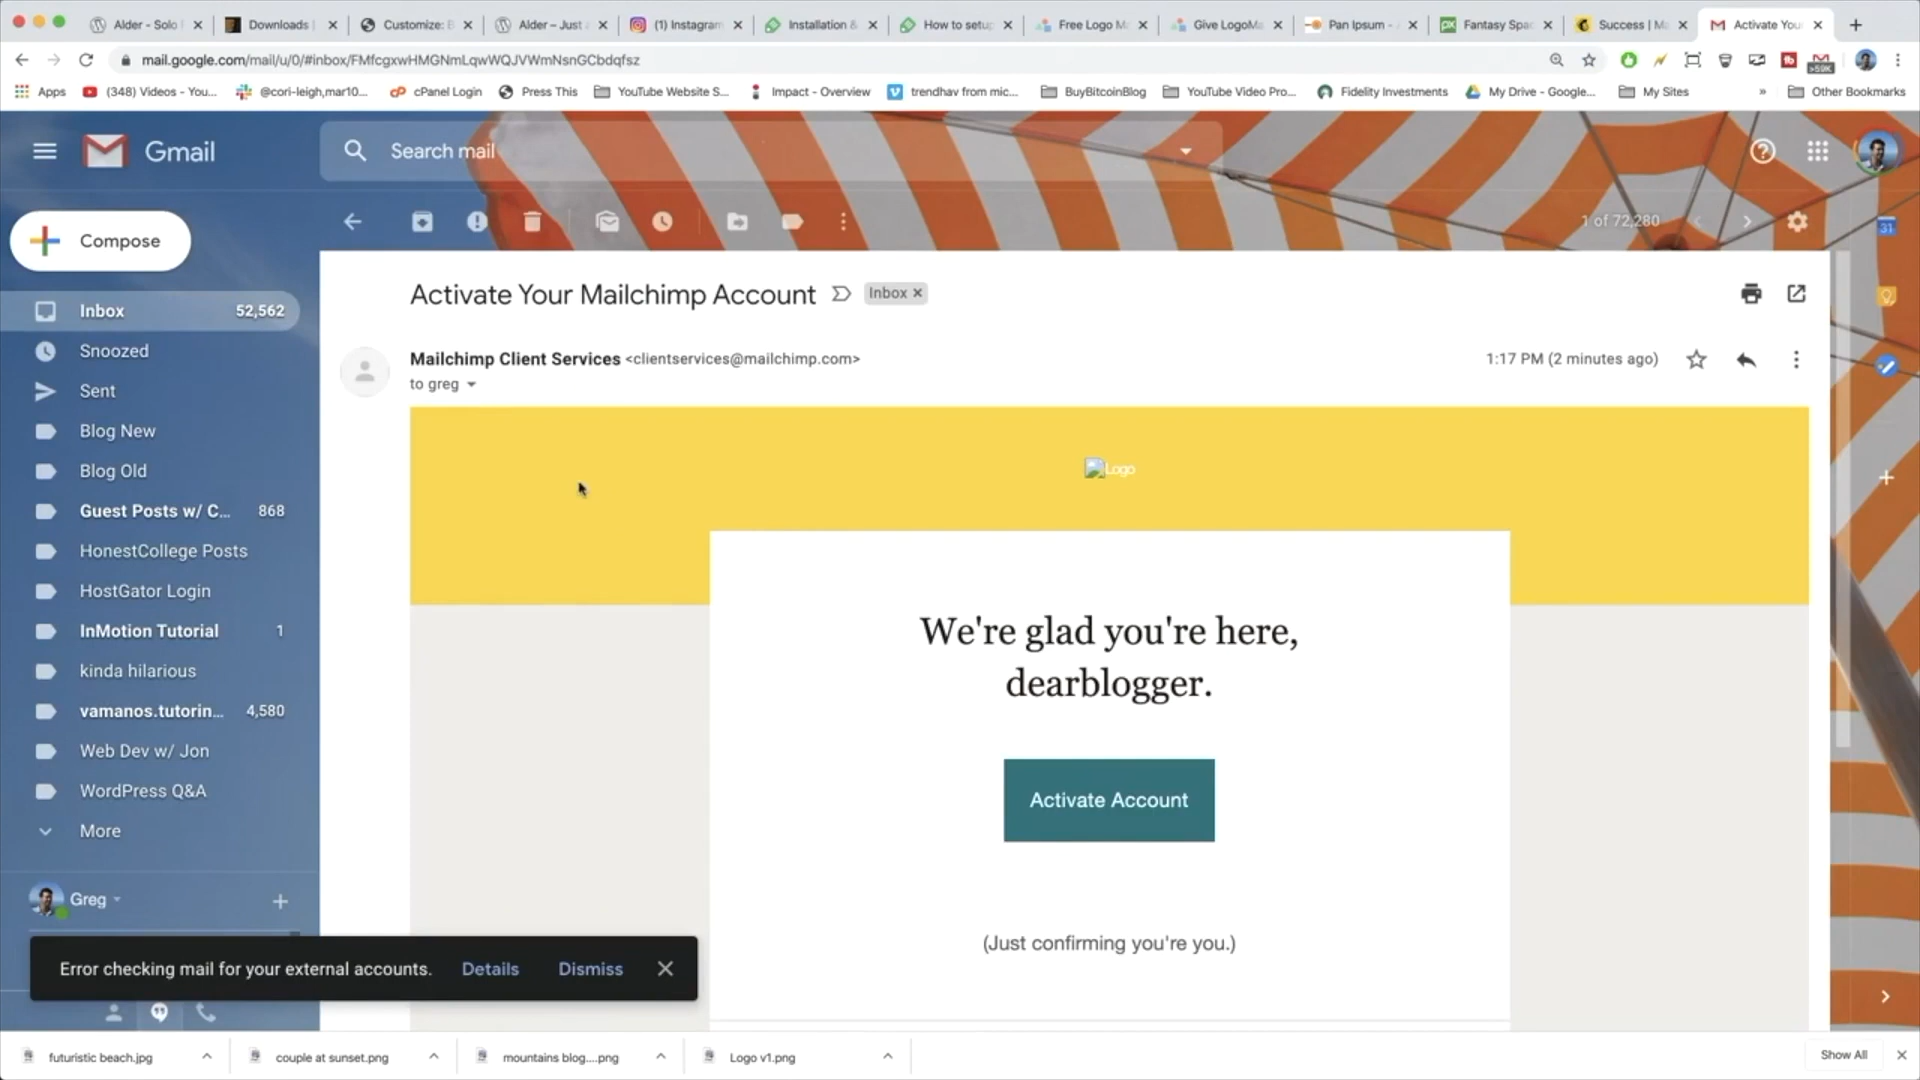 Alder - Solo
Downloads
Customize: B
Alder – Just a
(1) Instagram
Installation &
How to setup
Free Logo M
Give LogoMa
Pan Ipsum -
Fantasy Spac
Success | Ma
Activate You
mail.google.com/mail/u/0/#inbox/FMfcgxwHMGNmLqwWQJVWmNsnGCbdqfsz
Apps
(348) Videos - You...
@cori-leigh,mar10...
cPanel Login
Press This
YouTube Website S...
Impact - Overview
trendhav from mic...
BuyBitcoinBlog
YouTube Video Pro...
Fidelity Investments
My Drive - Google...
My Sites
»
Other Bookmarks
Gmail
Search mail
Compose
1 of 72,280
31
Inbox 52,562
Snoozed
Sent
Blog New
Blog Old
Guest Posts w/ C... 868
HonestCollege Posts
HostGator Login
InMotion Tutorial 1
kinda hilarious
vamanos.tutorin... 4,580
Web Dev w/ Jon
WordPress Q&A
More
Greg
Activate Your Mailchimp Account Inbox
Mailchimp Client Services <clientservices@mailchimp.com>
1:17 PM (2 minutes ago)
to greg
Logo
We're glad you're here,
dearblogger.
Activate Account
(Just confirming you're you.)
Error checking mail for your external accounts. Details Dismiss
futuristic beach.jpg
couple at sunset.png
mountains blog....png
Logo v1.png
Show All